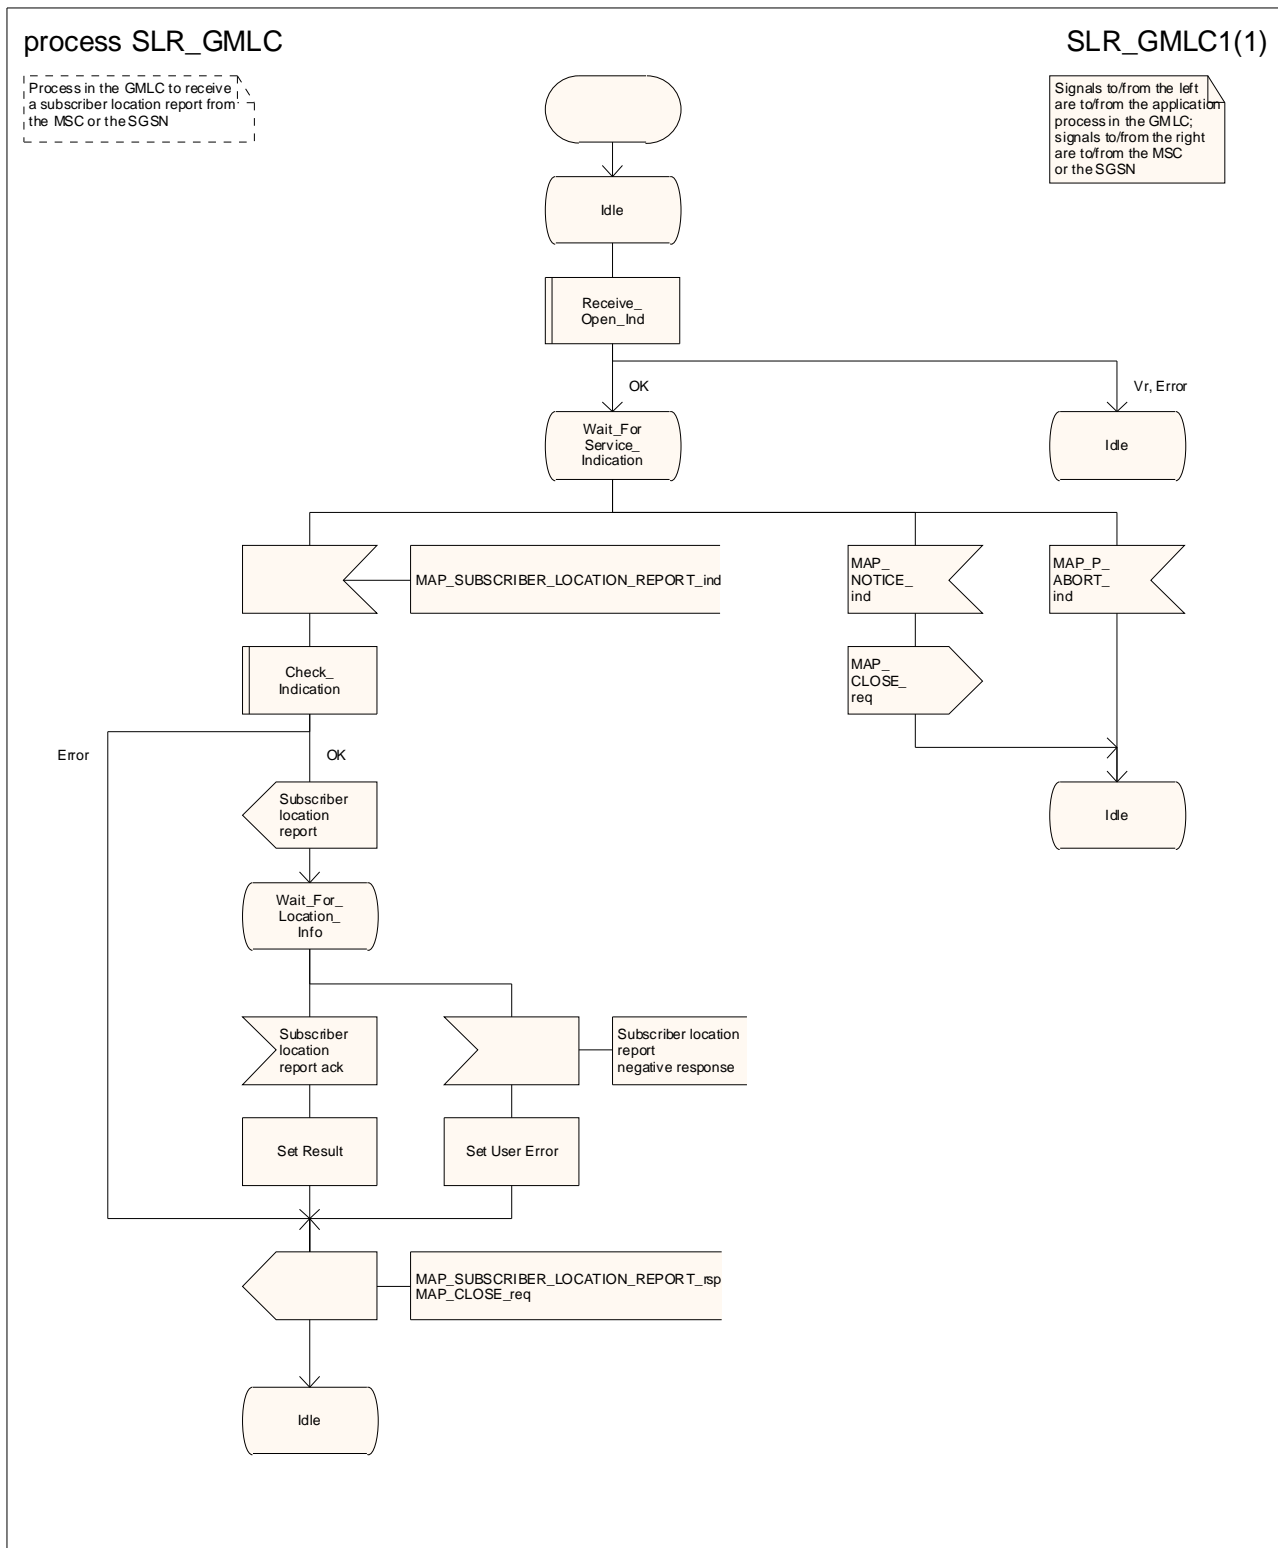 process SLR_GMLC
SLR_GMLC1(1)
Process in the GMLC to receive
a subscriber location report from
the MSC or the SGSN
Signals to/from the left
are to/from the application
process in the GMLC;
signals to/from the right
are to/from the MSC
or the SGSN
Idle
Receive_
Open_Ind
OK
Vr, Error
Wait_For
Service_
Indication
Idle
MAP_SUBSCRIBER_LOCATION_REPORT_ind
MAP_
NOTICE_
ind
MAP_P_
ABORT_
ind
Check_
Indication
MAP_
CLOSE_
req
Error
OK
Subscriber
location
report
Idle
Wait_For_
Location_
Info
Subscriber
location
report ack
Subscriber location
report
negative response
Set Result
Set User Error
MAP_SUBSCRIBER_LOCATION_REPORT_rsp
MAP_CLOSE_req
Idle